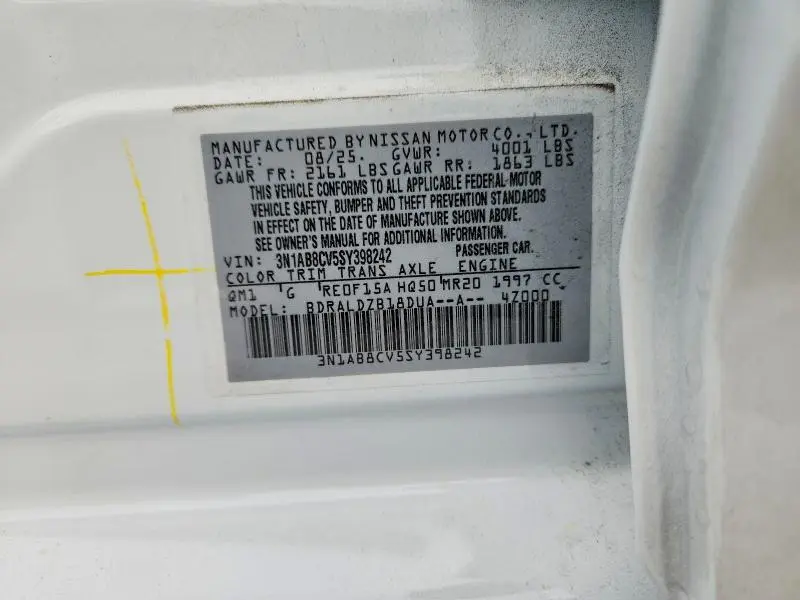 MANUFACTURED BY NISSAN MOTOR CO., LTD.
DATE: 08/25. GVWR: 4001 LBS
GAWR FR: 2161 LBS GAWR RR: 1863 LBS
THIS VEHICLE CONFORMS TO ALL APPLICABLE FEDERAL MOTOR
VEHICLE SAFETY, BUMPER AND THEFT PREVENTION STANDARDS
IN EFFECT ON THE DATE OF MANUFACTURE SHOWN ABOVE.
SEE OWNER'S MANUAL FOR ADDITIONAL INFORMATION.
VIN: 3N1AB8CV5SY398242 PASSENGER CAR.
COLOR TRIM TRANS AXLE ENGINE
QM1 G RE0F15A HQ50 MR20 1997 CC
MODEL: BDRALDZB18DUA--A-- 4Z000
3N1AB8CV5SY398242